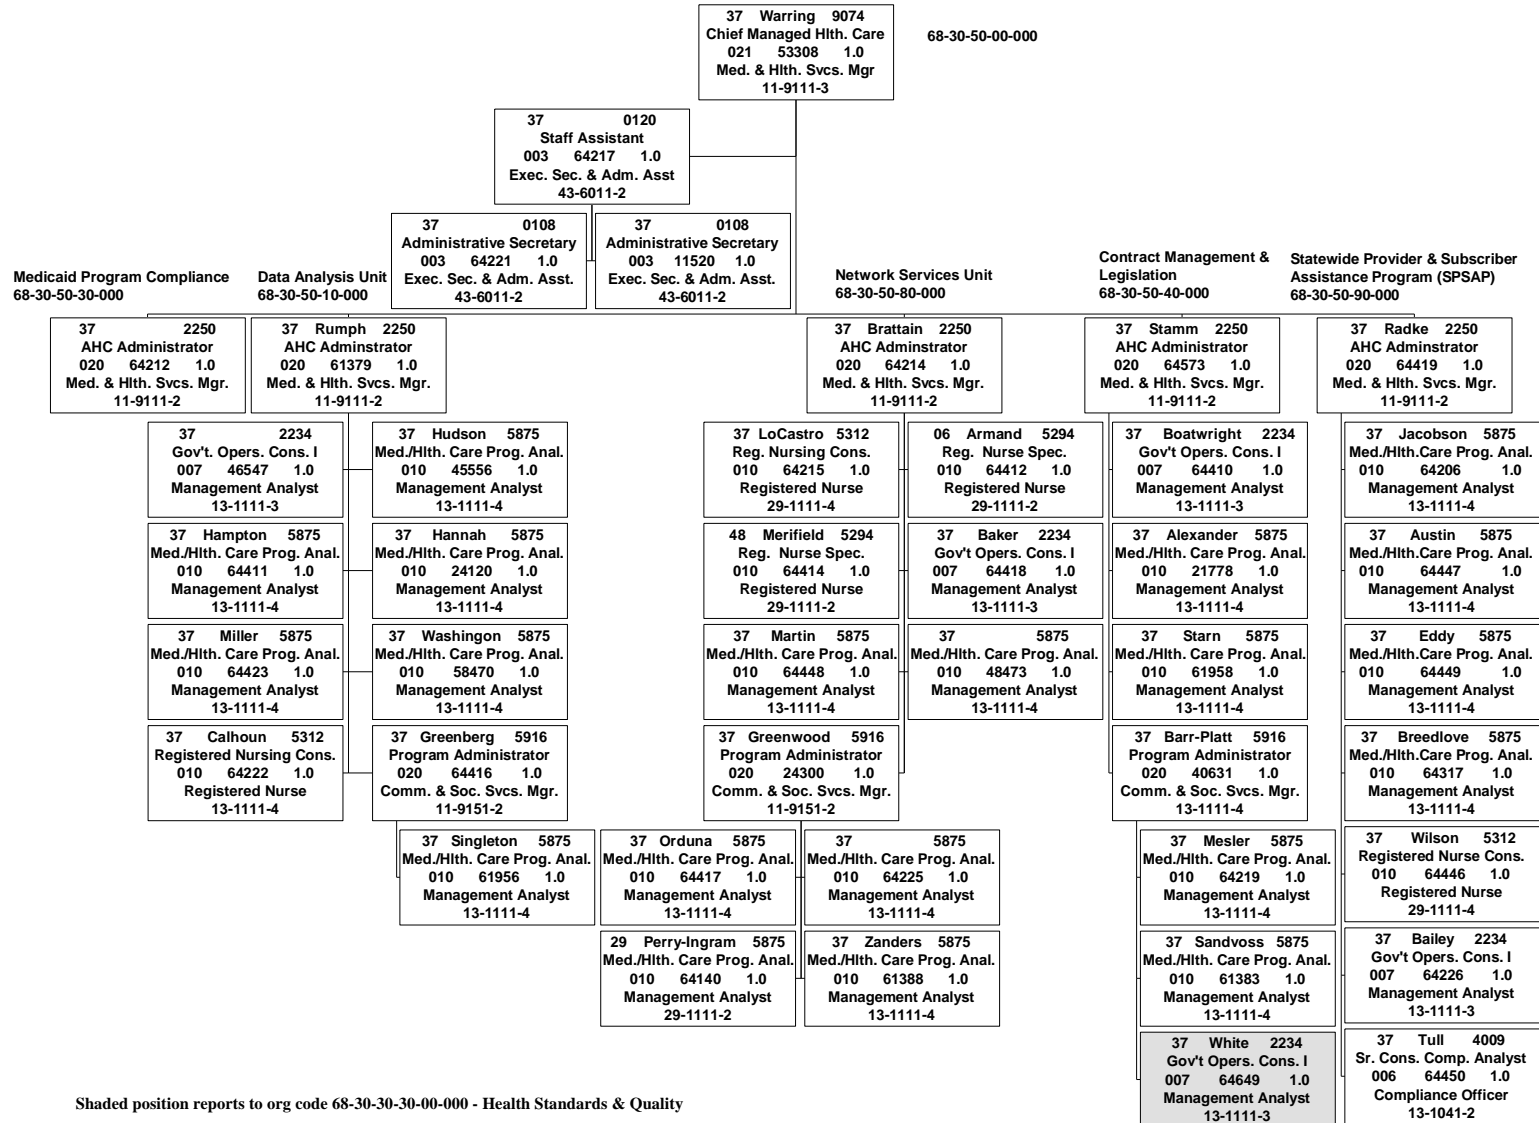 37 Warring 9074
Chief Managed Hlth. Care
021 53308 1.0
Med. & Hlth. Svcs. Mgr
11-9111-3
68-30-50-00-000
37 0120
Staff Assistant
003 64217 1.0
Exec. Sec. & Adm. Asst
43-6011-2
37 0108
Administrative Secretary
003 64221 1.0
Exec. Sec. & Adm. Asst.
43-6011-2
37 0108
Administrative Secretary
003 11520 1.0
Exec. Sec. & Adm. Asst.
43-6011-2
Medicaid Program Compliance
68-30-50-30-000
Data Analysis Unit
68-30-50-10-000
Network Services Unit
68-30-50-80-000
Contract Management &
Legislation
68-30-50-40-000
Statewide Provider & Subscriber
Assistance Program (SPSAP)
68-30-50-90-000
37 2250
AHC Administrator
020 64212 1.0
Med. & Hlth. Svcs. Mgr.
11-9111-2
37 Rumph 2250
AHC Adminstrator
020 61379 1.0
Med. & Hlth. Svcs. Mgr.
11-9111-2
37 Brattain 2250
AHC Adminstrator
020 64214 1.0
Med. & Hlth. Svcs. Mgr.
11-9111-2
37 Stamm 2250
AHC Adminstrator
020 64573 1.0
Med. & Hlth. Svcs. Mgr.
11-9111-2
37 Radke 2250
AHC Adminstrator
020 64419 1.0
Med. & Hlth. Svcs. Mgr.
11-9111-2
37 2234
Gov't. Opers. Cons. I
007 46547 1.0
Management Analyst
13-1111-3
37 Hudson 5875
Med./Hlth. Care Prog. Anal.
010 45556 1.0
Management Analyst
13-1111-4
37 LoCastro 5312
Reg. Nursing Cons.
010 64215 1.0
Registered Nurse
29-1111-4
06 Armand 5294
Reg. Nurse Spec.
010 64412 1.0
Registered Nurse
29-1111-2
37 Boatwright 2234
Gov't Opers. Cons. I
007 64410 1.0
Management Analyst
13-1111-3
37 Jacobson 5875
Med./Hlth.Care Prog. Anal.
010 64206 1.0
Management Analyst
13-1111-4
37 Hampton 5875
Med./Hlth. Care Prog. Anal.
010 64411 1.0
Management Analyst
13-1111-4
37 Hannah 5875
Med./Hlth. Care Prog. Anal.
010 24120 1.0
Management Analyst
13-1111-4
48 Merifield 5294
Reg. Nurse Spec.
010 64414 1.0
Registered Nurse
29-1111-2
37 Baker 2234
Gov't Opers. Cons. I
007 64418 1.0
Management Analyst
13-1111-3
37 Alexander 5875
Med./Hlth. Care Prog. Anal.
010 21778 1.0
Management Analyst
13-1111-4
37 Austin 5875
Med./Hlth.Care Prog. Anal.
010 64447 1.0
Management Analyst
13-1111-4
37 Miller 5875
Med./Hlth. Care Prog. Anal.
010 64423 1.0
Management Analyst
13-1111-4
37 Washingon 5875
Med./Hlth. Care Prog. Anal.
010 58470 1.0
Management Analyst
13-1111-4
37 Martin 5875
Med./Hlth. Care Prog. Anal.
010 64448 1.0
Management Analyst
13-1111-4
37 5875
Med./Hlth. Care Prog. Anal.
010 48473 1.0
Management Analyst
13-1111-4
37 Starn 5875
Med./Hlth. Care Prog. Anal.
010 61958 1.0
Management Analyst
13-1111-4
37 Eddy 5875
Med./Hlth. Care Prog. Anal.
010 64449 1.0
Management Analyst
13-1111-4
37 Calhoun 5312
Registered Nursing Cons.
010 64222 1.0
Registered Nurse
13-1111-4
37 Greenberg 5916
Program Administrator
020 64416 1.0
Comm. & Soc. Svcs. Mgr.
11-9151-2
37 Greenwood 5916
Program Administrator
020 24300 1.0
Comm. & Soc. Svcs. Mgr.
11-9151-2
37 Barr-Platt 5916
Program Administrator
020 40631 1.0
Comm. & Soc. Svcs. Mgr.
13-1111-4
37 Breedlove 5875
Med./Hlth.Care Prog. Anal.
010 64317 1.0
Management Analyst
13-1111-4
37 Singleton 5875
Med./Hlth. Care Prog. Anal.
010 61956 1.0
Management Analyst
13-1111-4
37 Orduna 5875
Med./Hlth. Care Prog. Anal.
010 64417 1.0
Management Analyst
13-1111-4
37 5875
Med./Hlth. Care Prog. Anal.
010 64225 1.0
Management Analyst
13-1111-4
37 Mesler 5875
Med./Hlth. Care Prog. Anal.
010 64219 1.0
Management Analyst
13-1111-4
37 Wilson 5312
Registered Nurse Cons.
010 64446 1.0
Registered Nurse
29-1111-4
29 Perry-Ingram 5875
Med./Hlth. Care Prog. Anal.
010 64140 1.0
Management Analyst
29-1111-2
37 Zanders 5875
Med./Hlth. Care Prog. Anal.
010 61388 1.0
Management Analyst
13-1111-4
37 Sandvoss 5875
Med./Hlth. Care Prog. Anal.
010 61383 1.0
Management Analyst
13-1111-4
37 Bailey 2234
Gov't Opers. Cons. I
007 64226 1.0
Management Analyst
13-1111-3
37 White 2234
Gov't Opers. Cons. I
007 64649 1.0
Management Analyst
13-1111-3
37 Tull 4009
Sr. Cons. Comp. Analyst
006 64450 1.0
Compliance Officer
13-1041-2
Shaded position reports to org code 68-30-30-30-00-000 - Health Standards & Quality